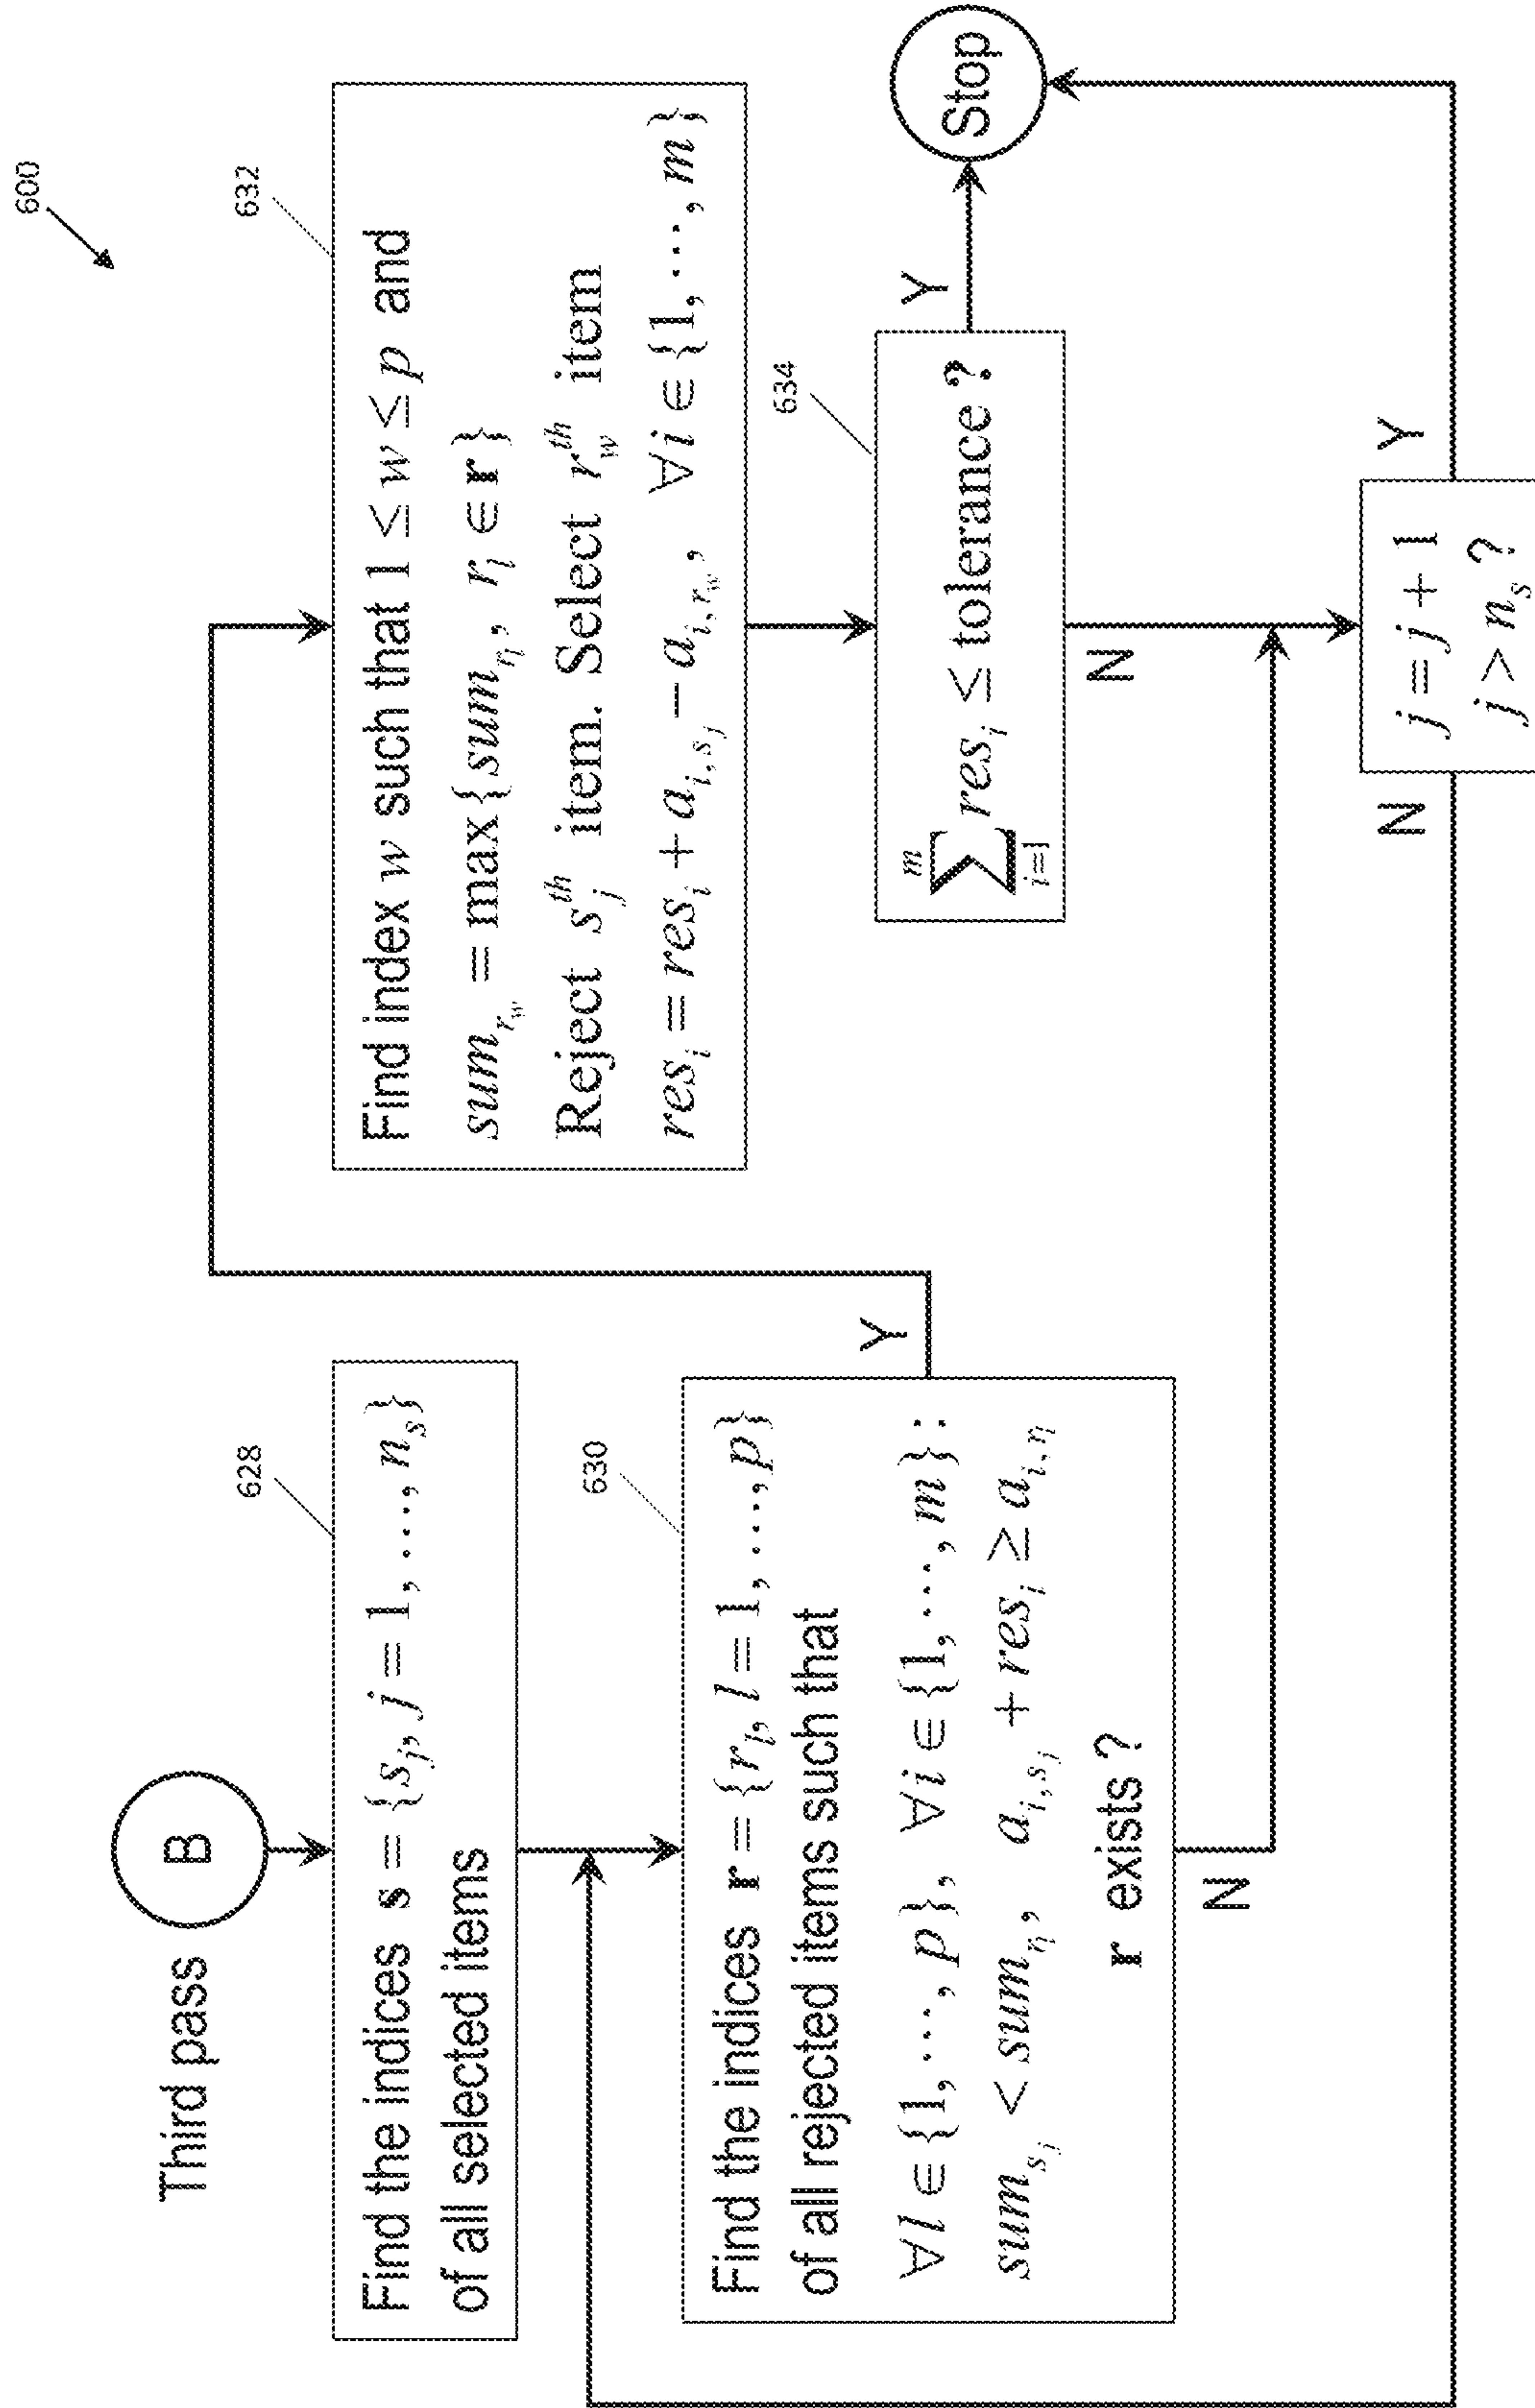 600
Third pass
B
628
Find the indices s = {s_j, j = 1, ..., n_s}
of all selected items
630
Find the indices r = {r_l, l = 1, ..., p}
of all rejected items such that
∀l ∈ {1, ⋯, p}, ∀i ∈ {1, ⋯, m} :
sum_{s_j} < sum_{r_l}, a_{i,s_j} + res_i ≥ a_{i,r_l}
r exists ?
Y
N
632
Find index w such that 1 ≤ w ≤ p and
sum_{r_w} = max{sum_{r_l}, r_l ∈ r}
Reject s_j^{th} item. Select r_w^{th} item
res_i = res_i + a_{i,s_j} − a_{i,r_w}, ∀i ∈ {1, ⋯, m}
634
∑_{i=1}^{m} res_i ≤ tolerance ?
Y
Stop
N
j = j + 1
j > n_s ?
N
Y